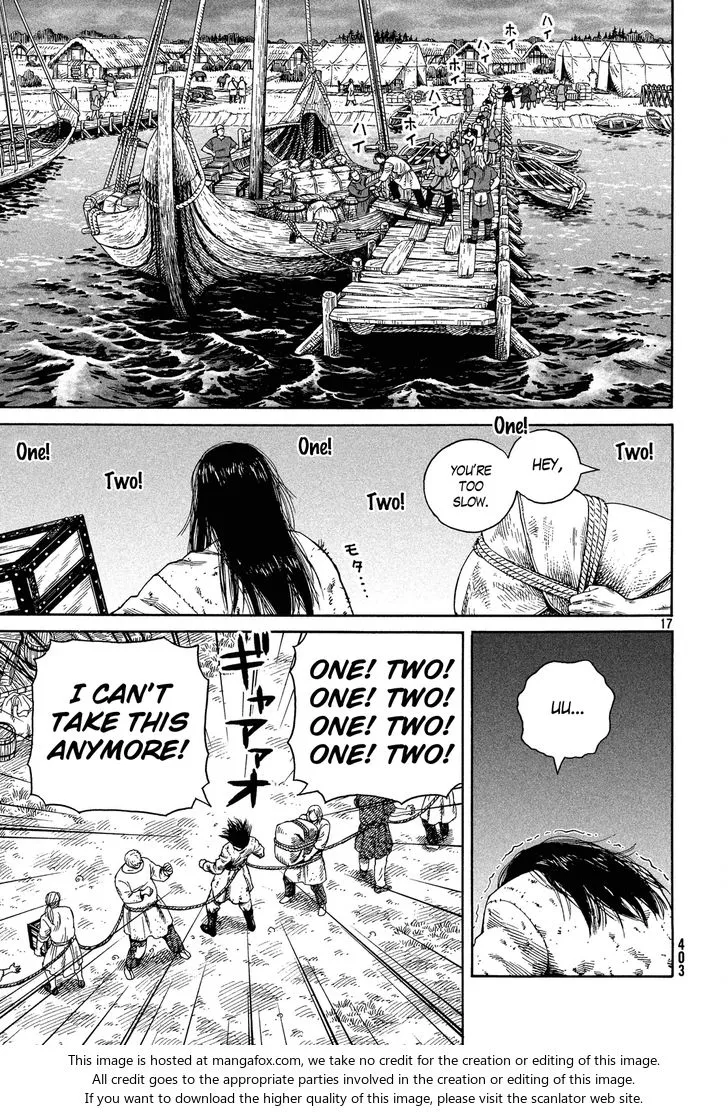 ハイ
ホイ
ハイ
ホイ
ハイ
ホイ
One!
Two!
One!
HEY,
YOU'RE
TOO
SLOW.
Two!
One!
Two!
モタ...
17
UU...
ONE! TWO!
ONE! TWO!
ONE! TWO!
ONE! TWO!
ギャアァオ
I CAN'T
TAKE THIS
ANYMORE!
403
This image is hosted at mangafox.com, we take no credit for the creation or editing of this image.
All credit goes to the appropriate parties involved in the creation or editing of this image.
If you want to download the higher quality of this image, please visit the scanlator web site.